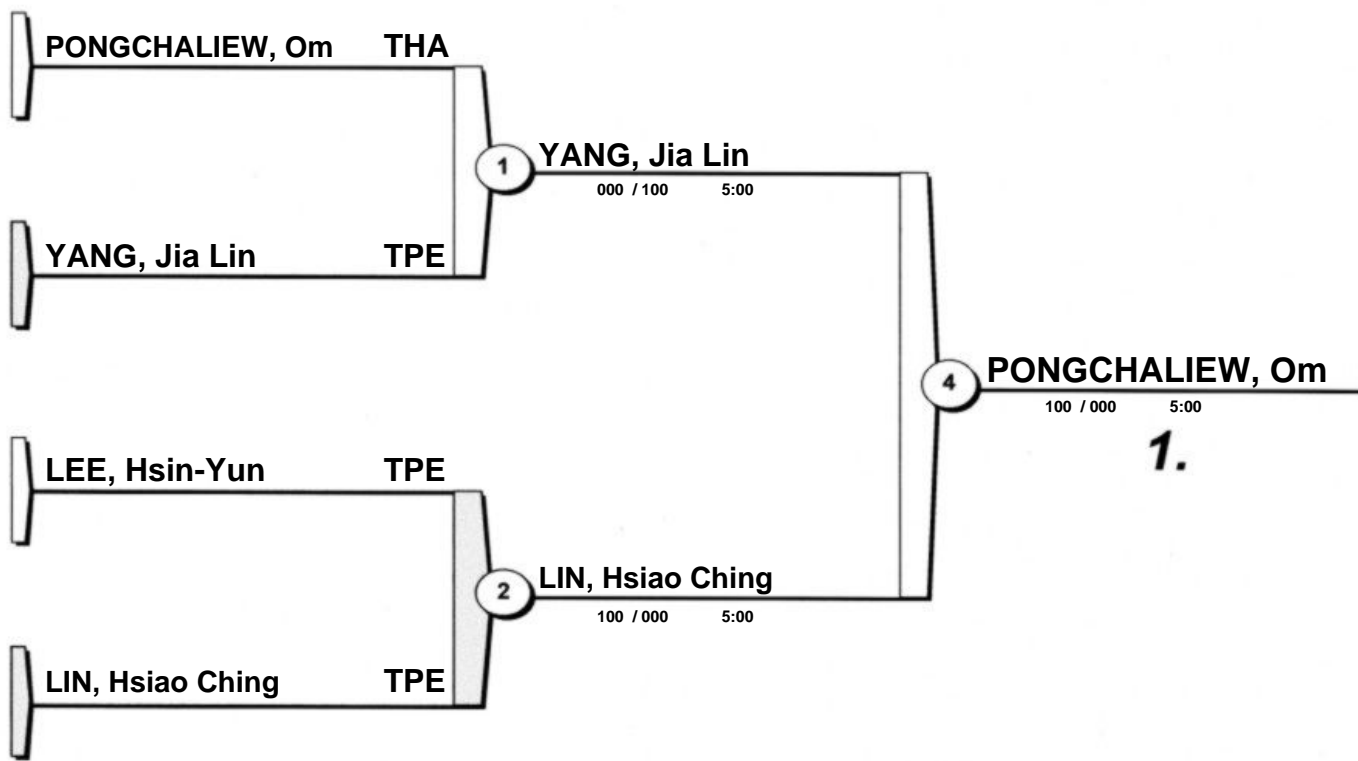 PONGCHALIEW, Om THA
1 YANG, Jia Lin
000 / 100 5:00
YANG, Jia Lin TPE
4 PONGCHALIEW, Om
100 / 000 5:00
1.
LEE, Hsin-Yun TPE
2 LIN, Hsiao Ching
100 / 000 5:00
LIN, Hsiao Ching TPE